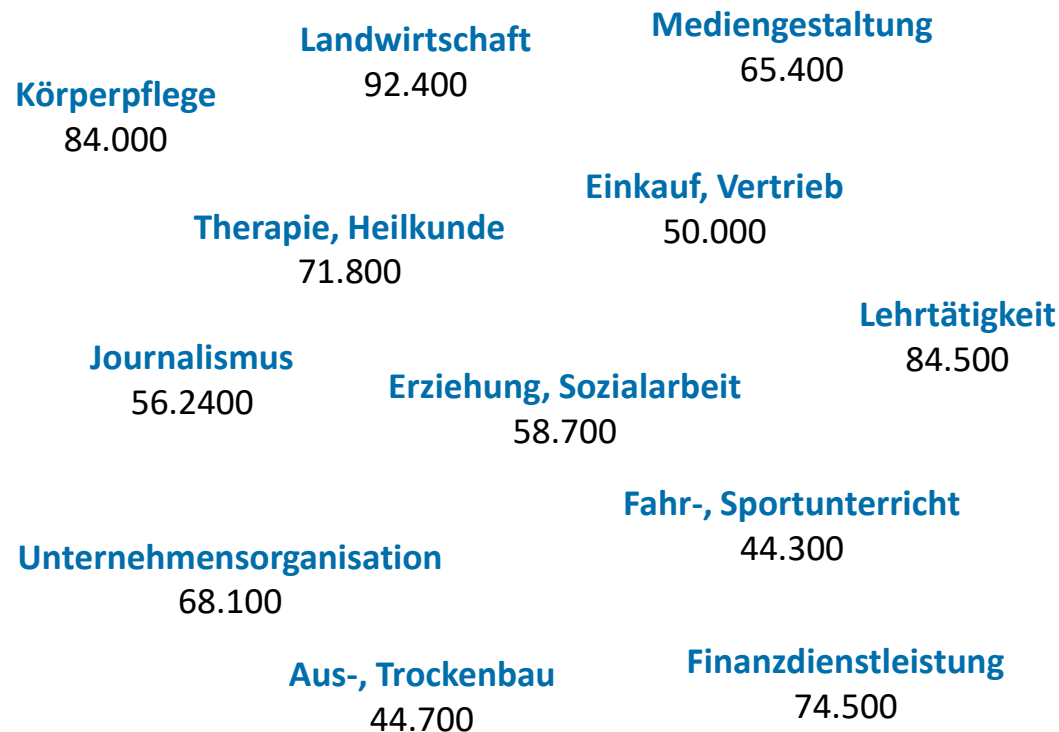 Landwirtschaft
92.400
Mediengestaltung
65.400
Körperpflege
84.000
Einkauf, Vertrieb
50.000
Therapie, Heilkunde
71.800
Lehrtätigkeit
84.500
Journalismus
56.2400
Erziehung, Sozialarbeit
58.700
Fahr-, Sportunterricht
44.300
Unternehmensorganisation
68.100
Aus-, Trockenbau
44.700
Finanzdienstleistung
74.500